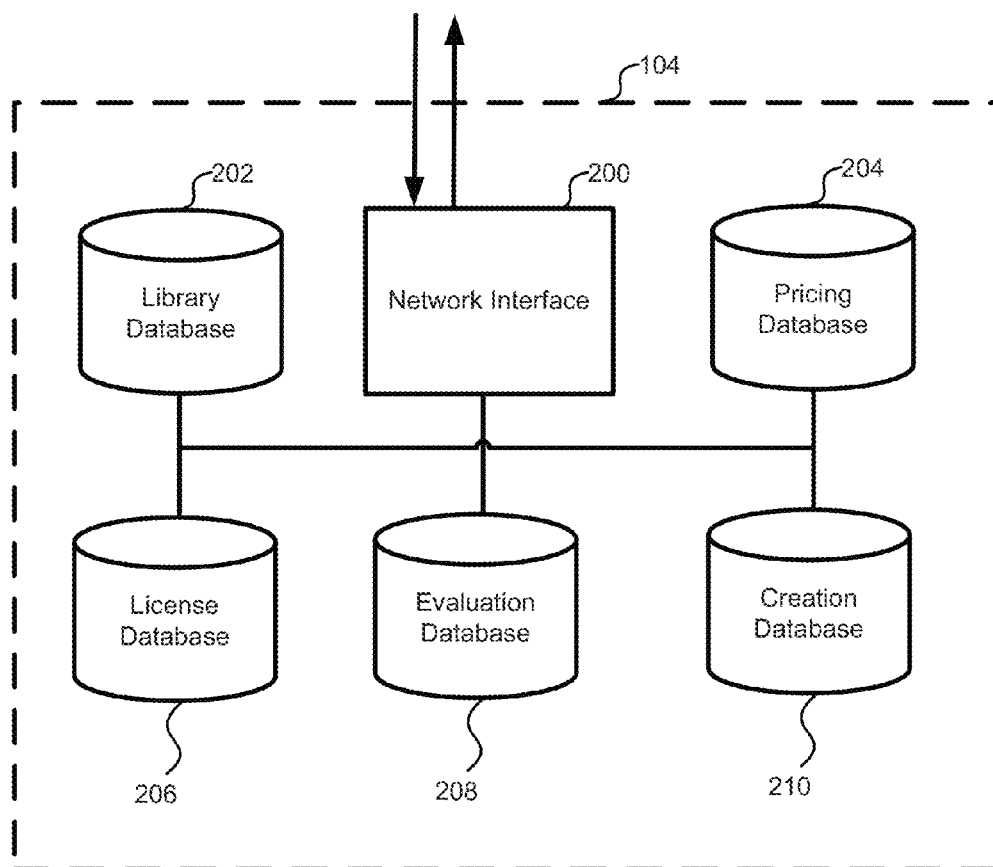 104
202
200
204
Library
Database
Network Interface
Pricing
Database
License
Database
Evaluation
Database
Creation
Database
206
208
210